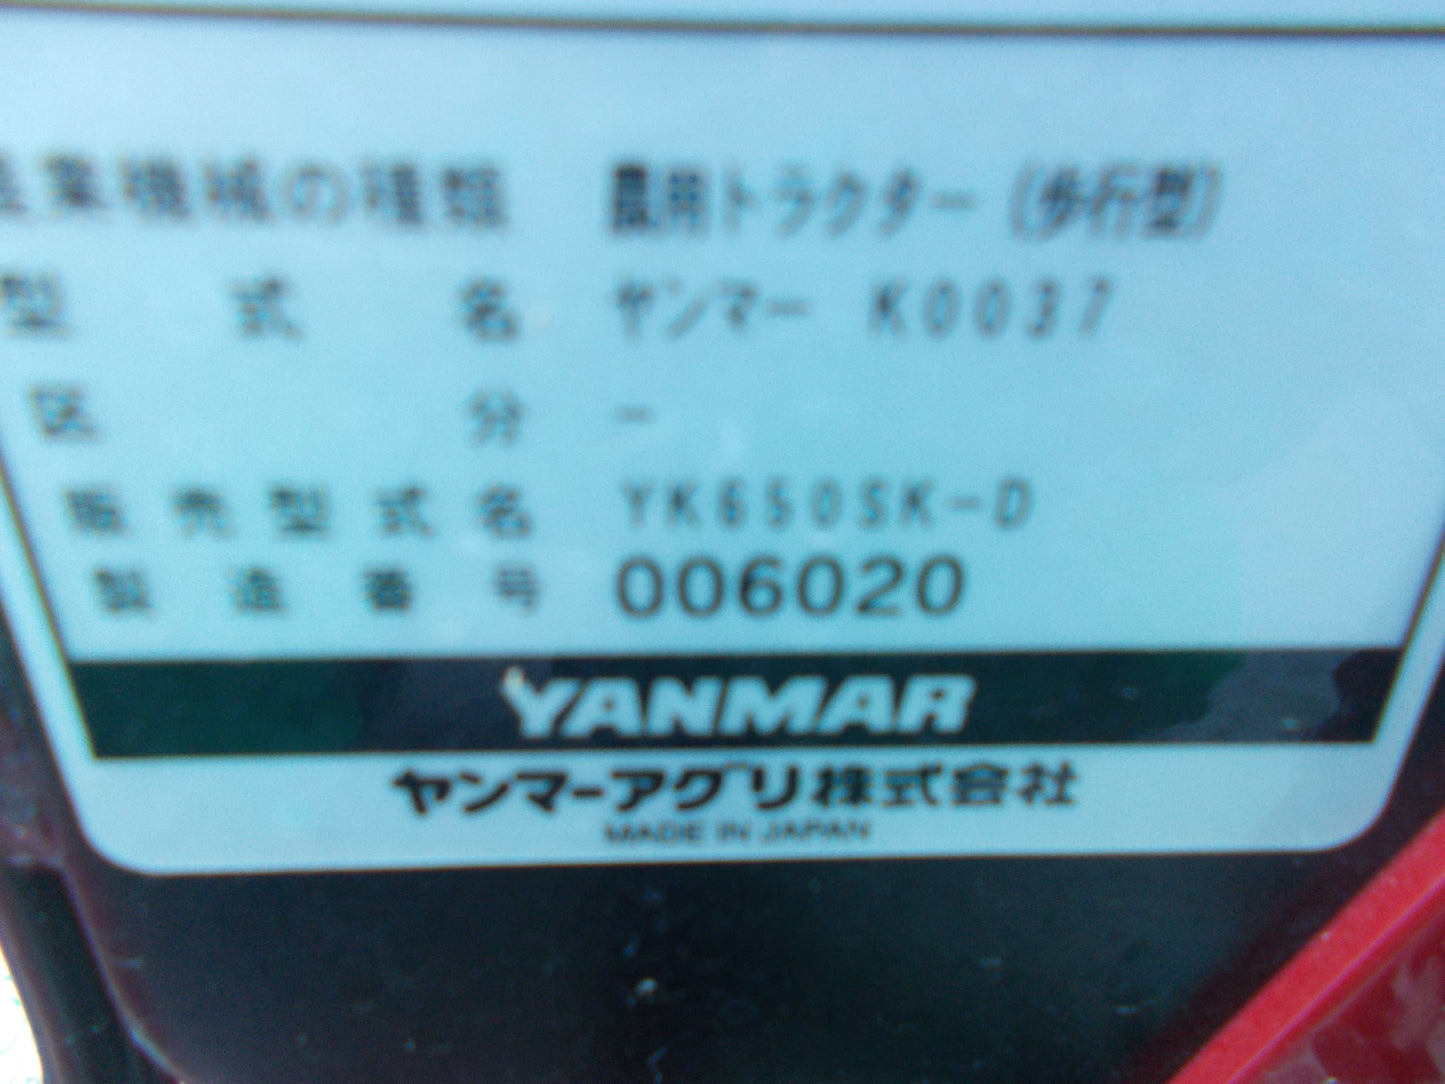 産業機械の種類 農用トラクター(歩行型)
型式名 ヤンマー K0037
区分 -
販売型式名 YK650SK-D
製造番号 006020
YANMAR
ヤンマーアグリ株式会社
MADE IN JAPAN